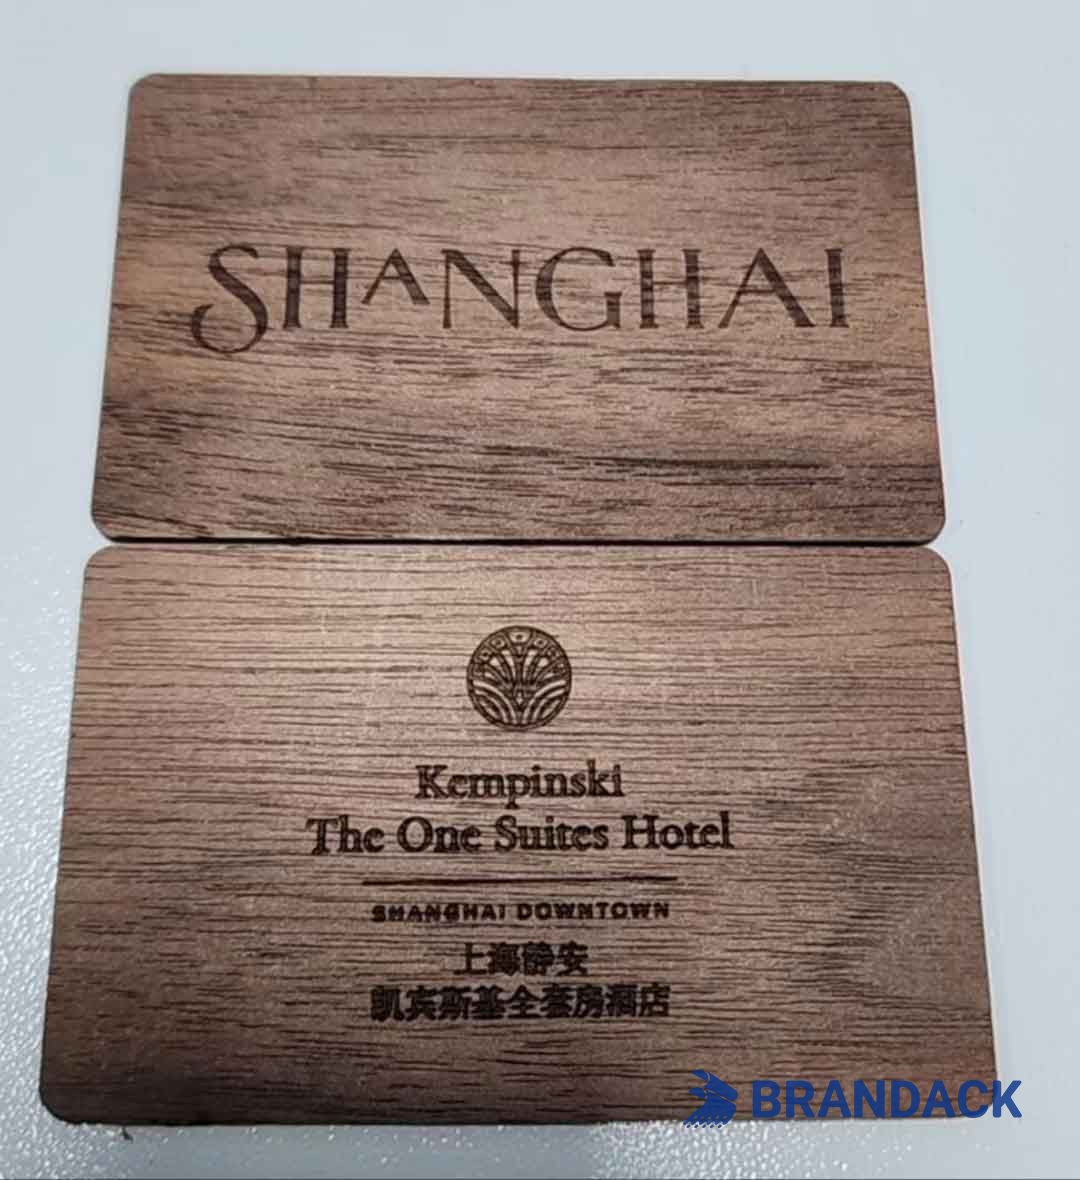 SHANGHAI
Kempinski
The One Suites Hotel
SHANGHAI DOWNTOWN
上海静安
凯宾斯基全套房酒店
BRANDACK